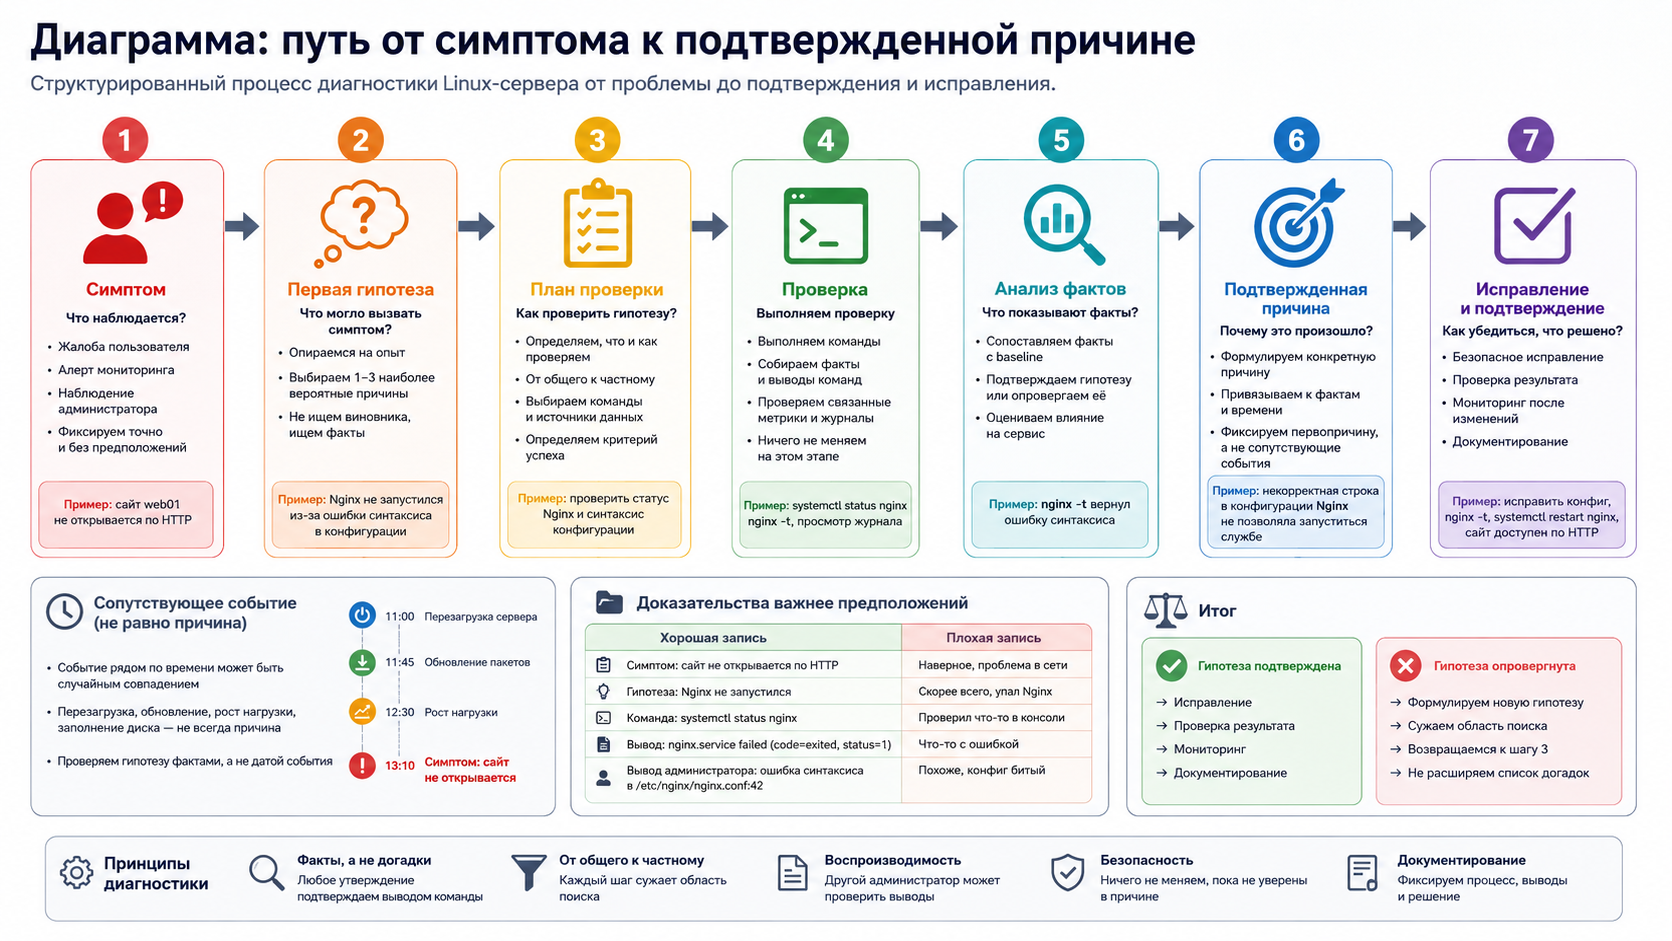 Диаграмма: путь от симптома к подтвержденной причине
Структурированный процесс диагностики Linux-сервера от проблемы до подтверждения и исправления.
1
!
Симптом
Что наблюдается?
• Жалоба пользователя
• Алерт мониторинга
• Наблюдение
администратора
• Фиксируем точно
и без предположений
Пример: сайт web01
не открывается по HTTP
2
?
Первая гипотеза
Что могло вызвать
симптом?
• Опираемся на опыт
• Выбираем 1–3 наиболее
вероятные причины
• Не ищем виновника,
ищем факты
Пример: Nginx не запустился
из-за ошибки синтаксиса
в конфигурации
3
План проверки
Как проверить гипотезу?
• Определяем, что и как
проверяем
• От общего к частному
• Выбираем команды
и источники данных
• Определяем критерий
успеха
Пример: проверить статус
Nginx и синтаксис
конфигурации
4
>_
Проверка
Выполняем проверку
• Выполняем команды
• Собираем факты
и выводы команд
• Проверяем связанные
метрики и журналы
• Ничего не меняем
на этом этапе
Пример: systemctl status nginx
nginx -t, просмотр журнала
5
Анализ фактов
Что показывают факты?
• Сопоставляем факты
с baseline
• Подтверждаем гипотезу
или опровергаем её
• Оцениваем влияние
на сервис
Пример: nginx -t вернул
ошибку синтаксиса
6
Подтвержденная
причина
Почему это произошло?
• Формулируем конкретную
причину
• Привязываем к фактам
и времени
• Фиксируем первопричину,
а не сопутствующие
события
Пример: некорректная строка
в конфигурации Nginx
не позволяла запуститься
службе
7
Исправление
и подтверждение
Как убедиться, что решено?
• Безопасное исправление
• Проверка результата
• Мониторинг после
изменений
• Документирование
Пример: исправить конфиг,
nginx -t, systemctl restart nginx,
сайт доступен по HTTP
Сопутствующее событие
(не равно причина)
• Событие рядом по времени может быть
случайным совпадением
• Перезагрузка, обновление, рост нагрузки,
заполнение диска — не всегда причина
• Проверяем гипотезу фактами, а не датой события
11:00 Перезагрузка сервера
11:45 Обновление пакетов
12:30 Рост нагрузки
! 13:10 Симптом: сайт
не открывается
Доказательства важнее предположений
Хорошая запись Плохая запись
Симптом: сайт не открывается по HTTP Наверное, проблема в сети
Гипотеза: Nginx не запустился Скорее всего, упал Nginx
Команда: systemctl status nginx Проверил что-то в консоли
Вывод: nginx.service failed (code=exited, status=1) Что-то с ошибкой
Вывод администратора: ошибка синтаксиса Похоже, конфиг битый
в /etc/nginx/nginx.conf:42
Итог
Гипотеза подтверждена
→ Исправление
→ Проверка результата
→ Мониторинг
→ Документирование
Гипотеза опровергнута
→ Формулируем новую гипотезу
→ Сужаем область поиска
→ Возвращаемся к шагу 3
→ Не расширяем список догадок
Принципы
диагностики
Факты, а не догадки
Любое утверждение
подтверждаем выводом команды
От общего к частному
Каждый шаг сужает область
поиска
Воспроизводимость
Другой администратор может
проверить выводы
Безопасность
Ничего не меняем, пока не уверены
в причине
Документирование
Фиксируем процесс, выводы
и решение